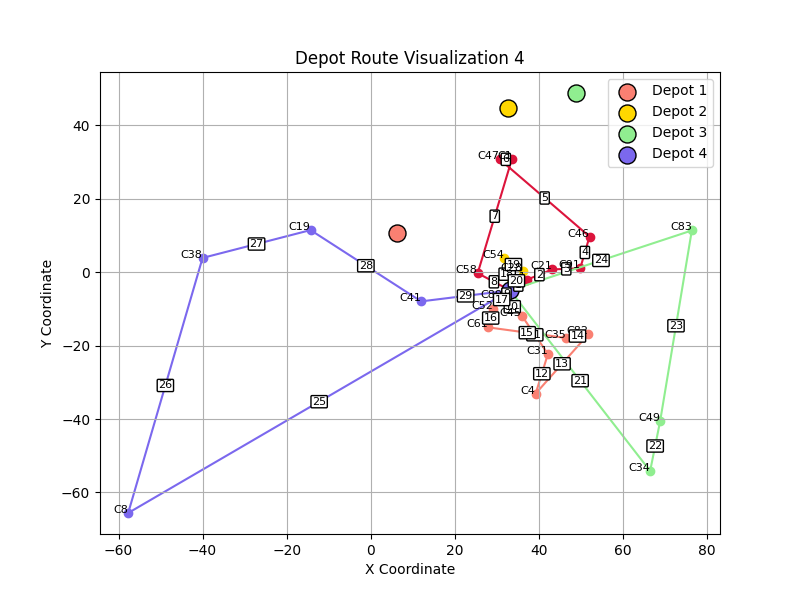 Depot Route Visualization 4
Depot 1
Depot 2
Depot 3
Depot 4
Y Coordinate
40
20
0
−20
−40
−60
−60
−40
−20
0
20
40
60
80
X Coordinate
C47
7
5
C46
4
C83
24
C19
C38
27
28
C54
C58
C21
C91
3
2
8
20
C41
29
17
C52
16
C61
15
C35
14
C31
12
13
C4
21
23
26
25
C49
22
C34
C8